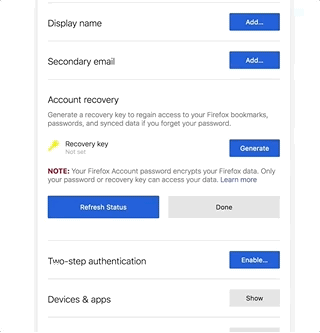 Display name
Add...
Secondary email
Add...
Account recovery
Generate a recovery key to regain access to your Firefox bookmarks,
passwords, and synced data if you forget your password.
Recovery key
Not set
Generate
NOTE: Your Firefox Account password encrypts your Firefox data. Only
your password or recovery key can access your data. Learn more
Refresh Status
Done
Two-step authentication
Enable...
Devices & apps
Show